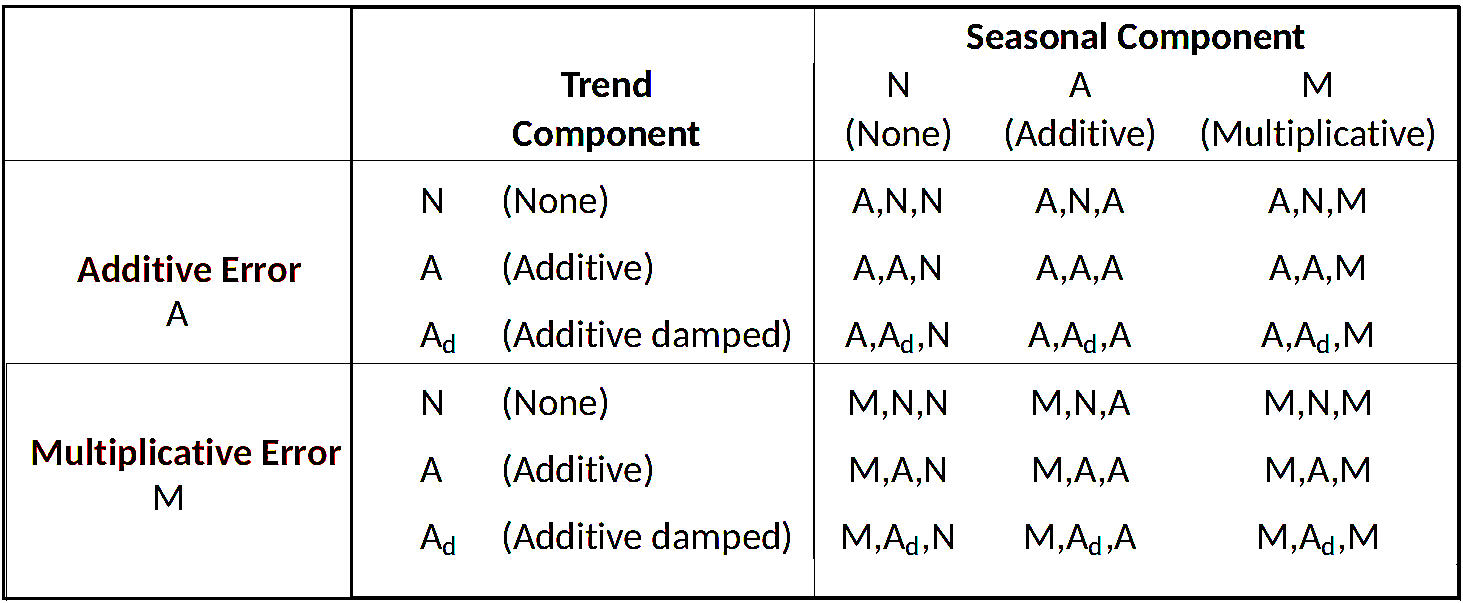 Seasonal Component
Trend Component
N A M
(None) (Additive) (Multiplicative)
Additive Error
A
N (None) A,N,N A,N,A A,N,M
A (Additive) A,A,N A,A,A A,A,M
Ad (Additive damped) A,Ad,N A,Ad,A A,Ad,M
Multiplicative Error
M
N (None) M,N,N M,N,A M,N,M
A (Additive) M,A,N M,A,A M,A,M
Ad (Additive damped) M,Ad,N M,Ad,A M,Ad,M